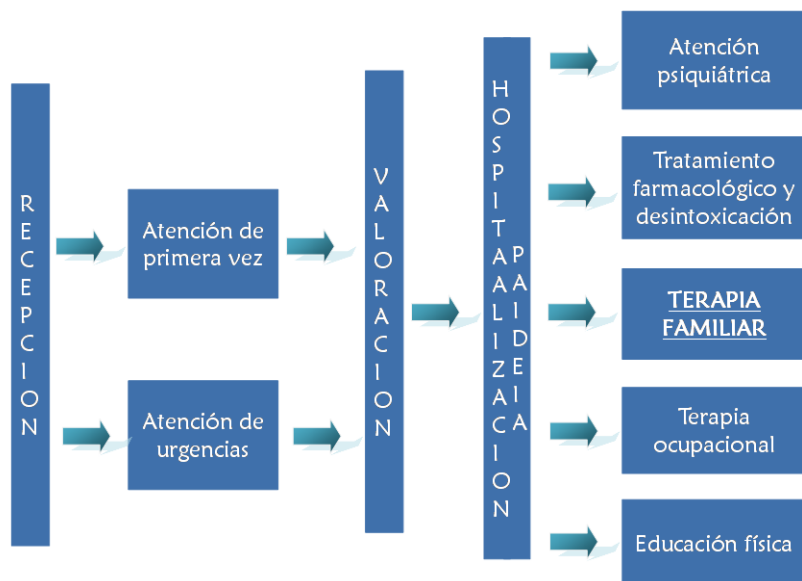 RECEPCION
Atención de
primera vez
Atención de
urgencias
VALORACION
HOSPITAALIZACION
PAIDEIA
Atención
psiquiátrica
Tratamiento
farmacológico y
desintoxicación
TERAPIA
FAMILIAR
Terapia
ocupacional
Educación física